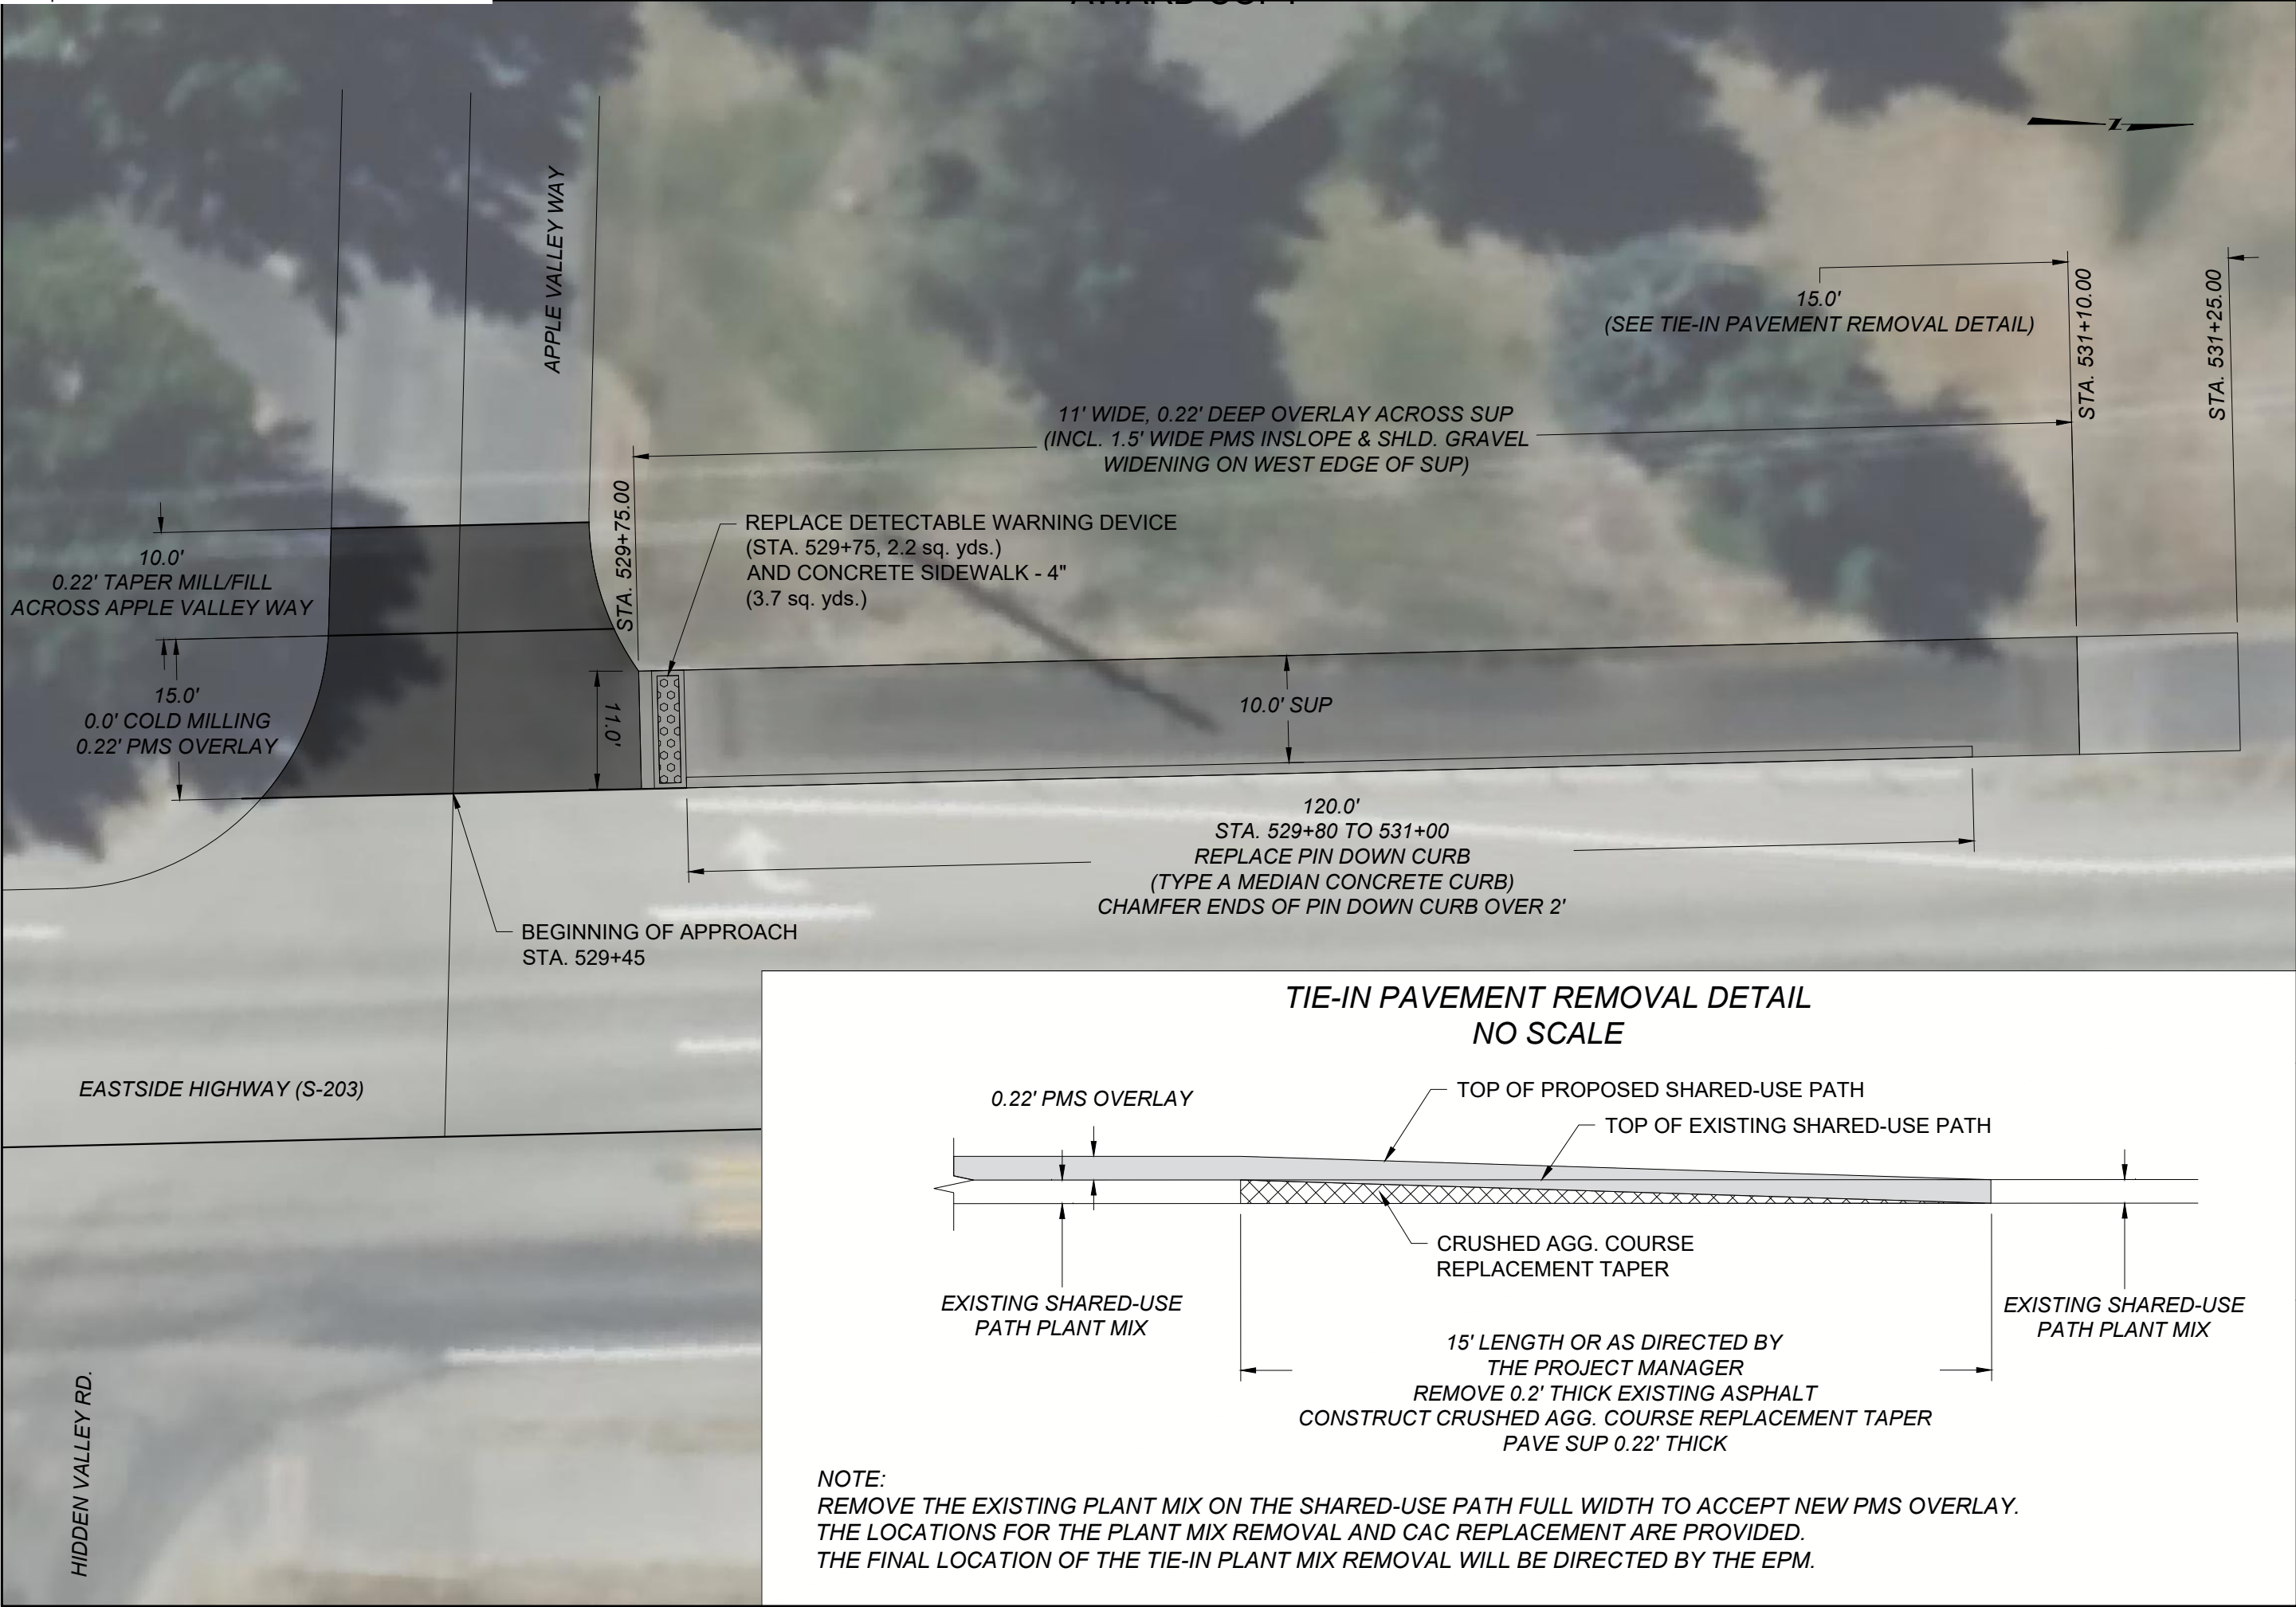 APPLE VALLEY WAY
15.0'
(SEE TIE-IN PAVEMENT REMOVAL DETAIL)
STA. 531+10.00
STA. 531+25.00
Z
11' WIDE, 0.22' DEEP OVERLAY ACROSS SUP
(INCL. 1.5' WIDE PMS INSLOPE & SHLD. GRAVEL
WIDENING ON WEST EDGE OF SUP)
STA. 529+75.00
REPLACE DETECTABLE WARNING DEVICE
(STA. 529+75, 2.2 sq. yds.)
AND CONCRETE SIDEWALK - 4"
(3.7 sq. yds.)
10.0'
0.22' TAPER MILL/FILL
ACROSS APPLE VALLEY WAY
15.0'
0.0' COLD MILLING
0.22' PMS OVERLAY
11.0'
10.0' SUP
120.0'
STA. 529+80 TO 531+00
REPLACE PIN DOWN CURB
(TYPE A MEDIAN CONCRETE CURB)
CHAMFER ENDS OF PIN DOWN CURB OVER 2'
BEGINNING OF APPROACH
STA. 529+45
EASTSIDE HIGHWAY (S-203)
HIDDEN VALLEY RD.
TIE-IN PAVEMENT REMOVAL DETAIL
NO SCALE
0.22' PMS OVERLAY
TOP OF PROPOSED SHARED-USE PATH
TOP OF EXISTING SHARED-USE PATH
CRUSHED AGG. COURSE
REPLACEMENT TAPER
EXISTING SHARED-USE
PATH PLANT MIX
EXISTING SHARED-USE
PATH PLANT MIX
15' LENGTH OR AS DIRECTED BY
THE PROJECT MANAGER
REMOVE 0.2' THICK EXISTING ASPHALT
CONSTRUCT CRUSHED AGG. COURSE REPLACEMENT TAPER
PAVE SUP 0.22' THICK
NOTE:
REMOVE THE EXISTING PLANT MIX ON THE SHARED-USE PATH FULL WIDTH TO ACCEPT NEW PMS OVERLAY.
THE LOCATIONS FOR THE PLANT MIX REMOVAL AND CAC REPLACEMENT ARE PROVIDED.
THE FINAL LOCATION OF THE TIE-IN PLANT MIX REMOVAL WILL BE DIRECTED BY THE EPM.